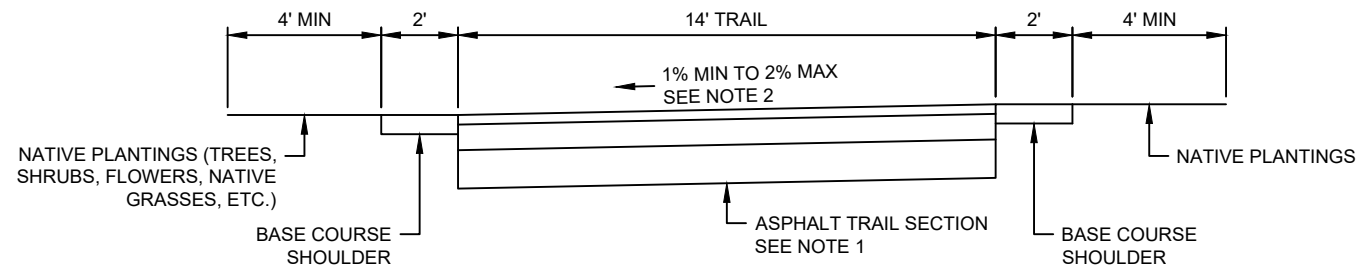 4' MIN
2'
14' TRAIL
2'
4' MIN
1% MIN TO 2% MAX
SEE NOTE 2
NATIVE PLANTINGS (TREES,
SHRUBS, FLOWERS, NATIVE
GRASSES, ETC.)
NATIVE PLANTINGS
BASE COURSE
SHOULDER
ASPHALT TRAIL SECTION
SEE NOTE 1
BASE COURSE
SHOULDER